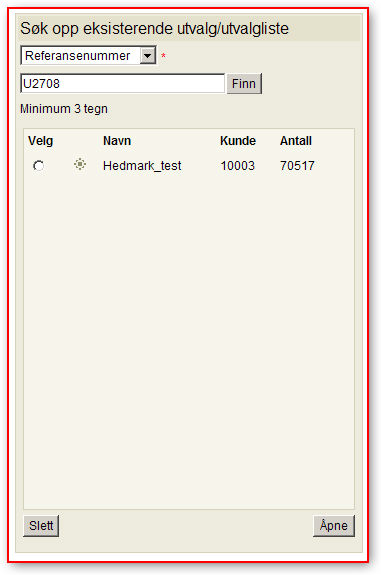 Søk opp eksisterende utvalg/utvalgliste
Referansenummer *
U2708 Finn
Minimum 3 tegn
Velg Navn Kunde Antall
Hedmark_test 10003 70517
Slett Åpne